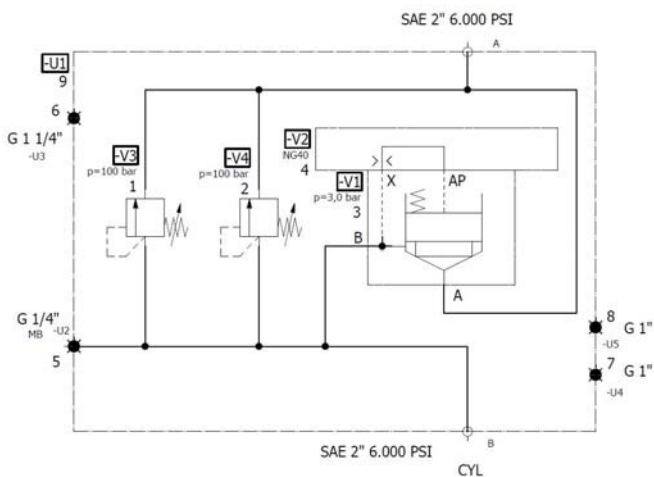 SAE 2" 6.000 PSI
A
-U1
9
6
G 1 1/4"
-U3
-V3
p=100 bar
1
-V4
p=100 bar
2
-V2
NG40
4
X
AP
-V1
p=3,0 bar
3
B
A
G 1/4"
MB -U2
5
8
G 1"
-U5
7
G 1"
-U4
B
SAE 2" 6.000 PSI
CYL